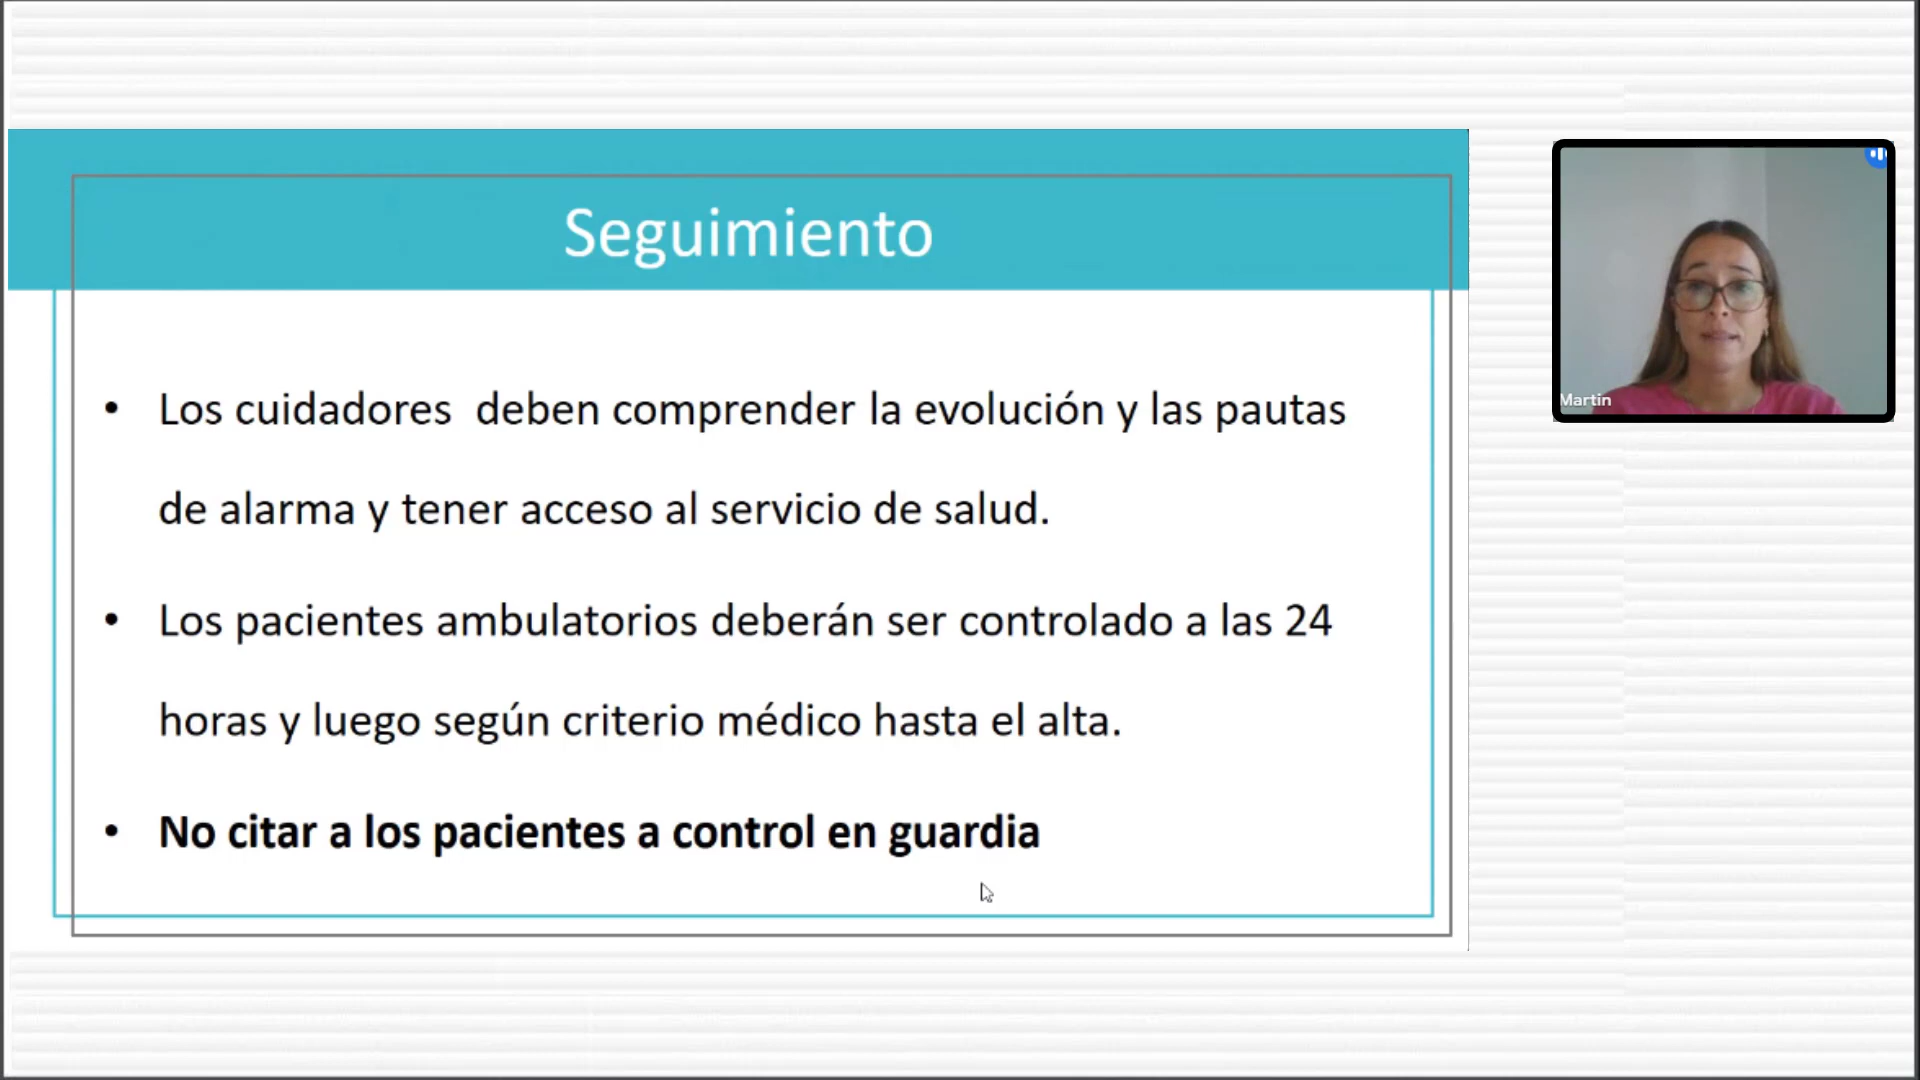 Seguimiento
• Los cuidadores deben comprender la evolución y las pautas
de alarma y tener acceso al servicio de salud.
• Los pacientes ambulatorios deberán ser controlado a las 24
horas y luego según criterio médico hasta el alta.
• No citar a los pacientes a control en guardia
Martin